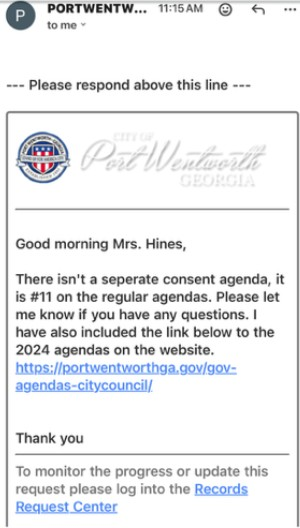 P
PORTWENTW... 11:15 AM
to me
--- Please respond above this line ---
CITY OF
Port Wentworth
GEORGIA
Good morning Mrs. Hines,
There isn't a seperate consent agenda, it
is #11 on the regular agendas. Please let
me know if you have any questions. I
have also included the link below to the
2024 agendas on the website.
https://portwentworthga.gov/gov-
agendas-citycouncil/
Thank you
To monitor the progress or update this
request please log into the Records
Request Center